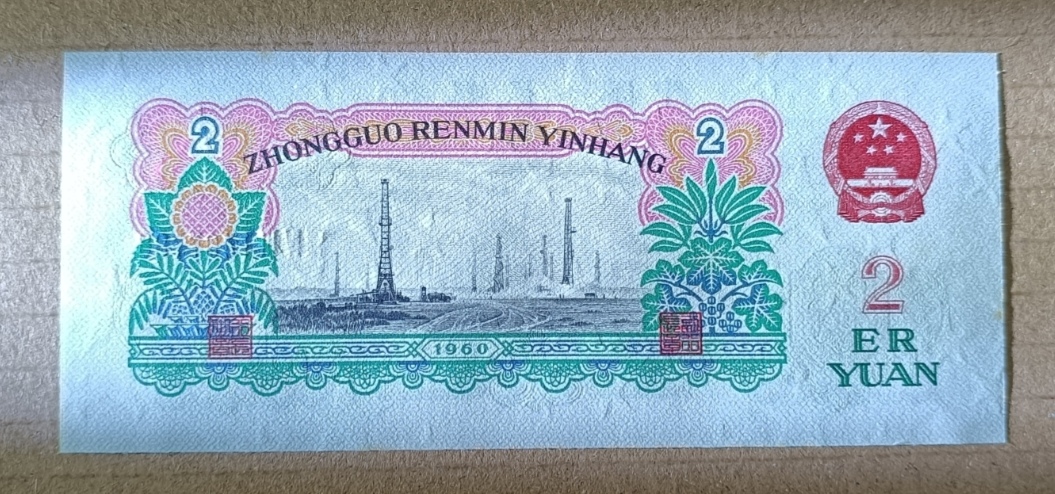 2 ZHONGGUO RENMIN YINHANG 2
2
ER
YUAN
1960